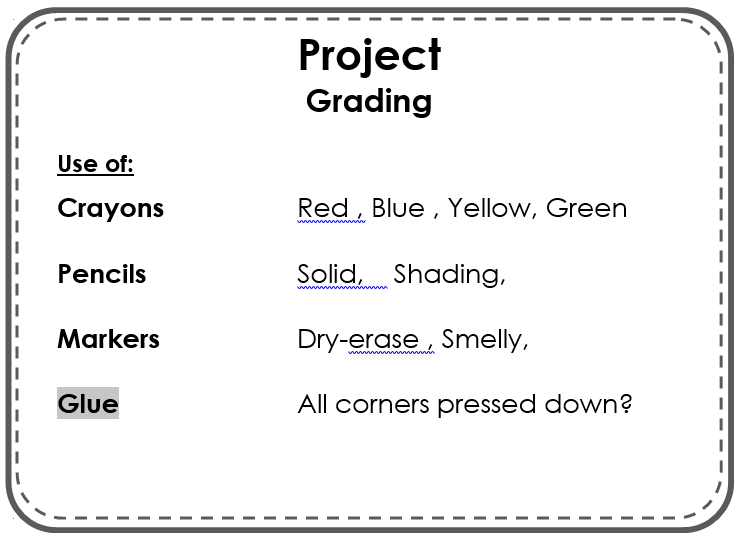 Project
Grading
Use of:
Crayons Red , Blue , Yellow, Green
Pencils Solid, Shading,
Markers Dry-erase , Smelly,
Glue All corners pressed down?